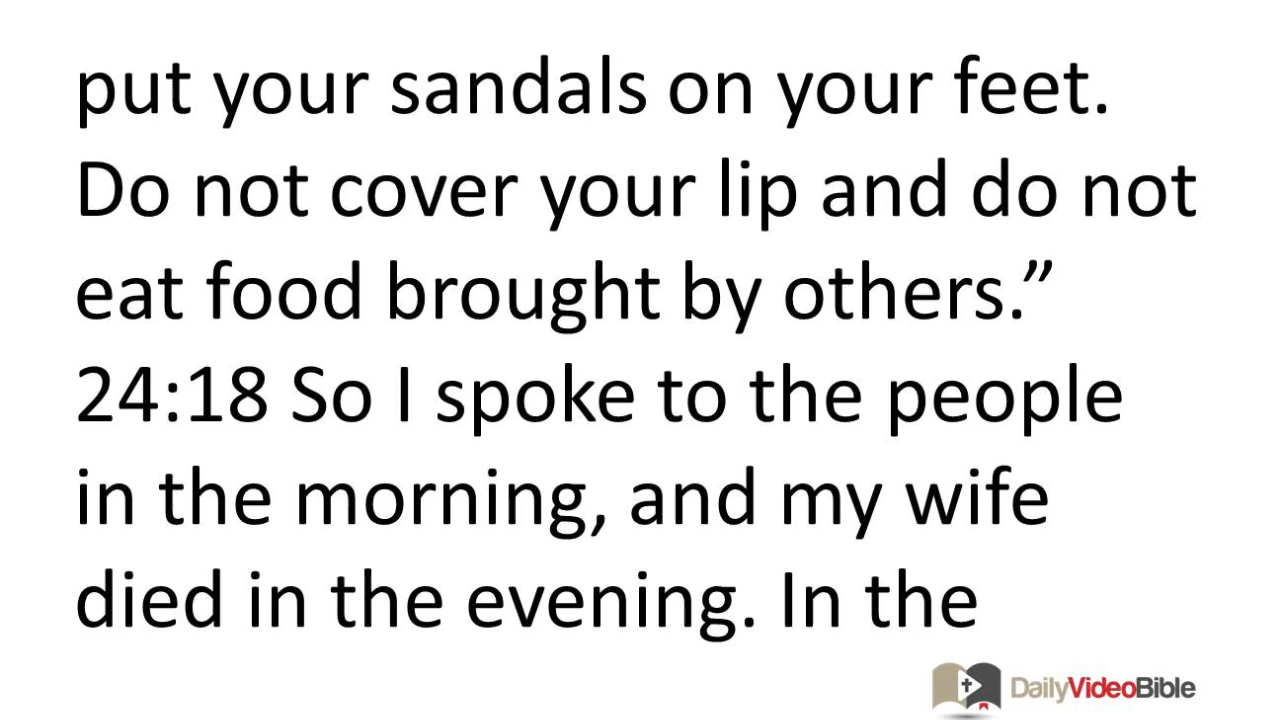 put your sandals on your feet.
Do not cover your lip and do not
eat food brought by others.”
24:18 So I spoke to the people
in the morning, and my wife
died in the evening. In the
DailyVideoBible